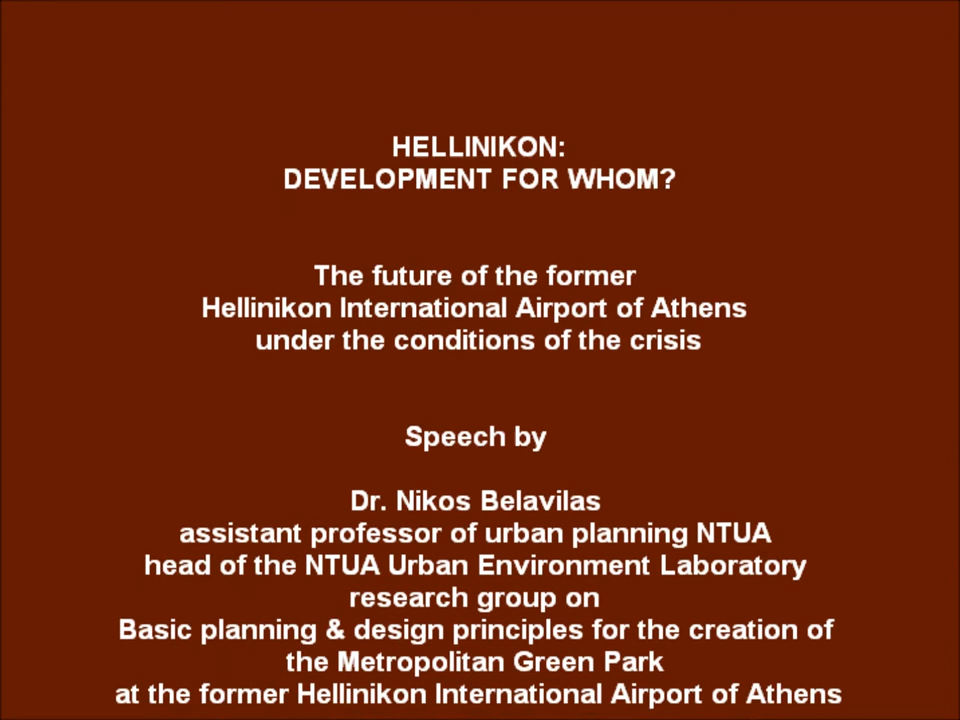 HELLINIKON:
DEVELOPMENT FOR WHOM?
The future of the former
Hellinikon International Airport of Athens
under the conditions of the crisis
Speech by
Dr. Nikos Belavilas
assistant professor of urban planning NTUA
head of the NTUA Urban Environment Laboratory
research group on
Basic planning & design principles for the creation of
the Metropolitan Green Park
at the former Hellinikon International Airport of Athens